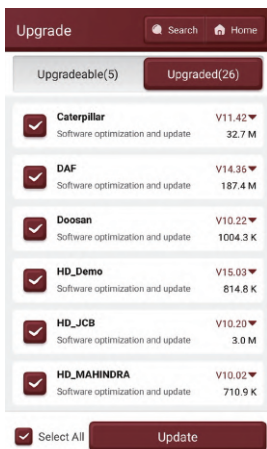 Upgrade Search Home
Upgradeable(5) Upgraded(26)
Caterpillar V11.42
Software optimization and update 32.7 M
DAF V14.36
Software optimization and update 187.4 M
Doosan V10.22
Software optimization and update 1004.3 K
HD_Demo V15.03
Software optimization and update 814.8 K
HD_JCB V10.20
Software optimization and update 3.0 M
HD_MAHINDRA V10.02
Software optimization and update 710.9 K
Select All Update